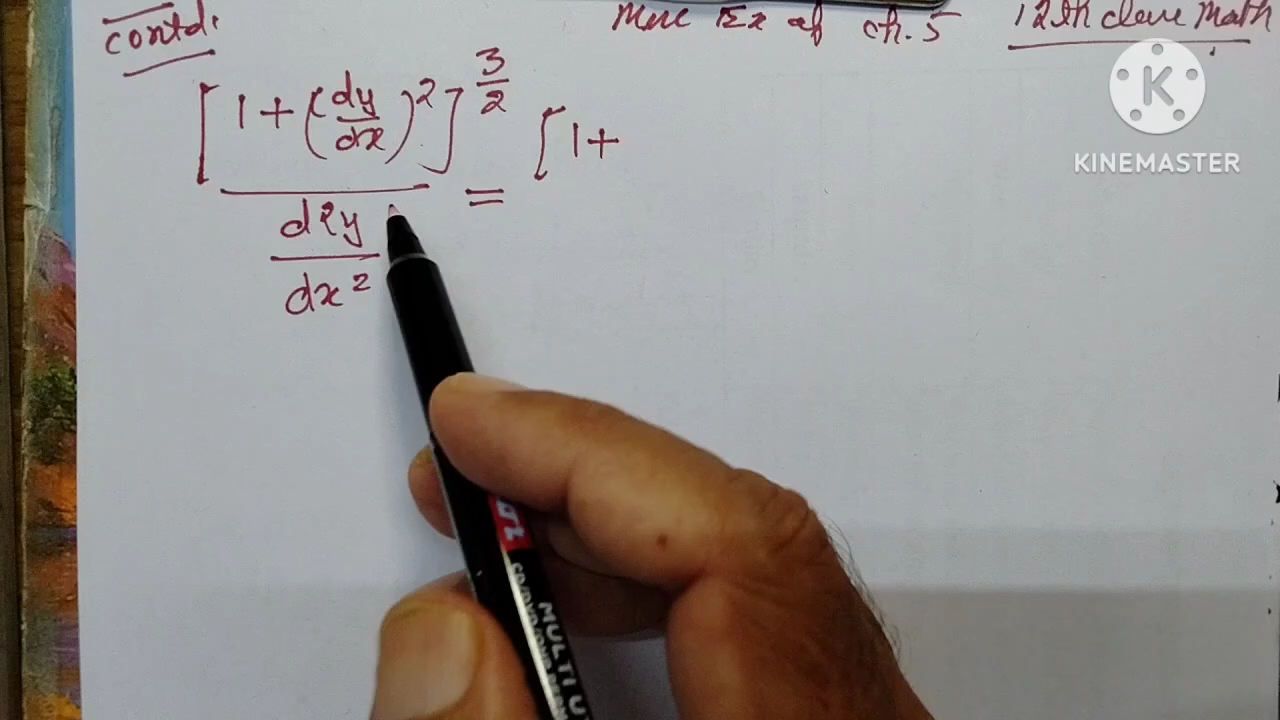 contd.
Misc Ex of ch. 5 12th class Math
[1+(dy/dx)^2]^(3/2) / (d²y/dx²) = [1+
K
KINEMASTER
MULTI